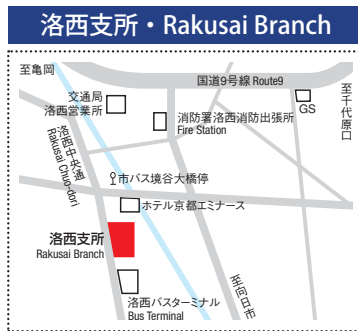 洛西支所・Rakusai Branch
至亀岡
国道9号線 Route9
交通局
洛西営業所
消防署洛西消防出張所
Fire Station
GS
至千代原口
洛西中央通
Rakusai Chuo-dori
市バス境谷大橋停
ホテル京都エミナース
洛西支所
Rakusai Branch
至向日市
洛西バスターミナル
Bus Terminal